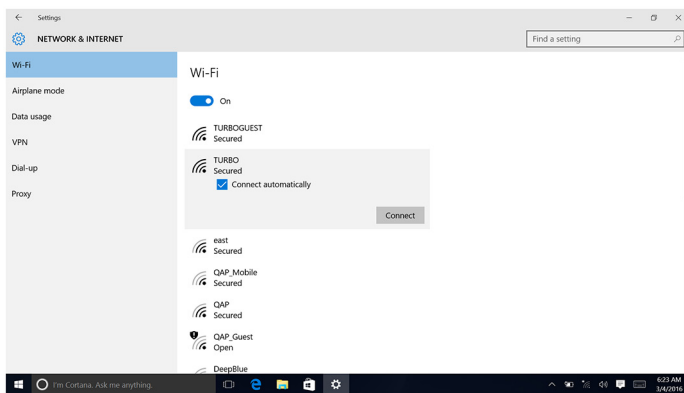 Settings
NETWORK & INTERNET
Find a setting
Wi-Fi
Airplane mode
Data usage
VPN
Dial-up
Proxy
Wi-Fi
On
TURBOGUEST
Secured
TURBO
Secured
Connect automatically
Connect
east
Secured
QAP_Mobile
Secured
QAP
Secured
QAP_Guest
Open
DeepBlue
I'm Cortana. Ask me anything.
6:23 AM
3/4/2016